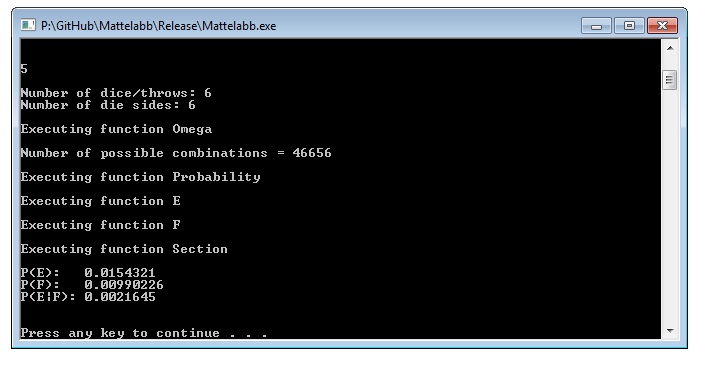 P:\GitHub\Mattelabb\Release\Mattelabb.exe
5
Number of dice/throws: 6
Number of die sides: 6
Executing function Omega
Number of possible combinations = 46656
Executing function Probability
Executing function E
Executing function F
Executing function Section
P(E): 0.0154321
P(F): 0.00990226
P(E¦F): 0.0021645
Press any key to continue . . .